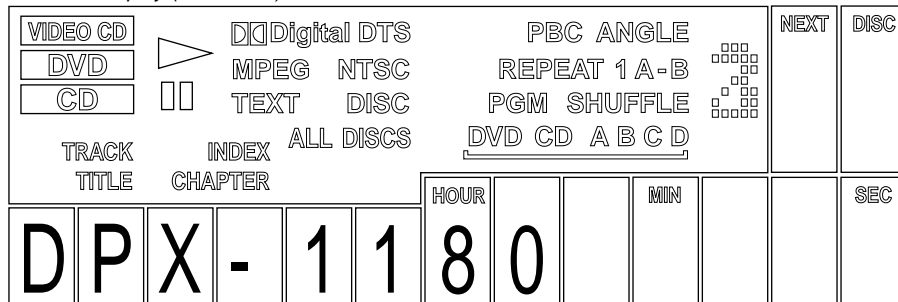 VIDEO CD Digital DTS PBC ANGLE NEXT DISC
DVD MPEG NTSC REPEAT 1 A-B
CD TEXT DISC PGM SHUFFLE
ALL DISCS DVD CD A B C D
TRACK INDEX
TITLE CHAPTER
HOUR MIN SEC
DPX-1180